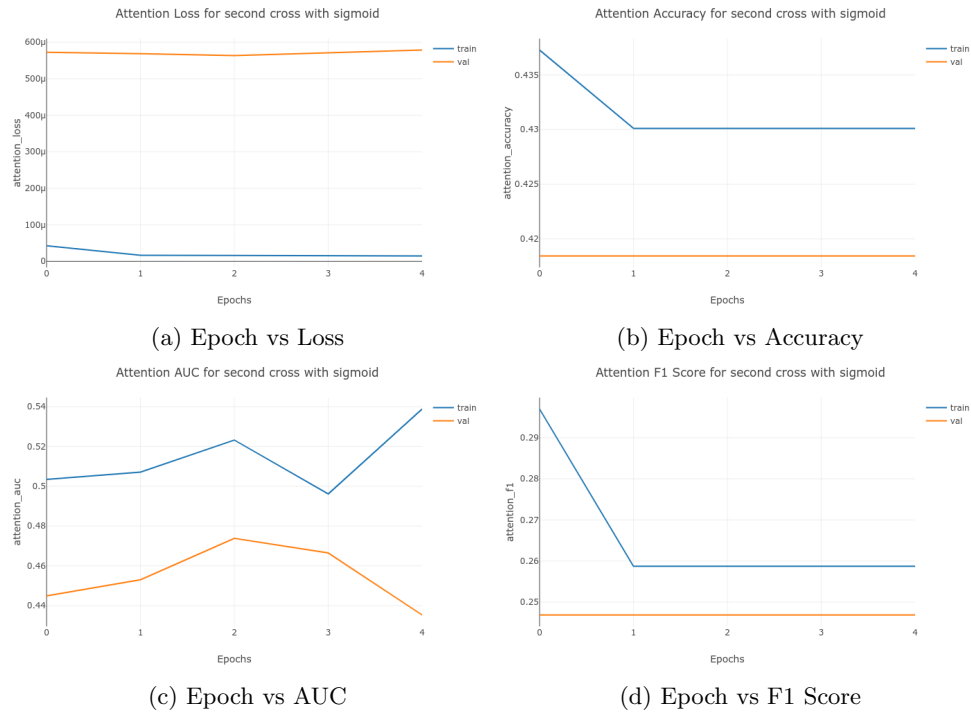 Attention Loss for second cross with sigmoid
600μ
500μ
400μ
300μ
200μ
100μ
0
attention_loss
0 1 2 3 4
Epochs
train
val
(a) Epoch vs Loss
Attention Accuracy for second cross with sigmoid
0.435
0.43
0.425
0.42
attention_accuracy
0 1 2 3 4
Epochs
train
val
(b) Epoch vs Accuracy
Attention AUC for second cross with sigmoid
0.54
0.52
0.5
0.48
0.46
0.44
attention_auc
0 1 2 3 4
Epochs
train
val
(c) Epoch vs AUC
Attention F1 Score for second cross with sigmoid
0.29
0.28
0.27
0.26
0.25
attention_f1
0 1 2 3 4
Epochs
train
val
(d) Epoch vs F1 Score